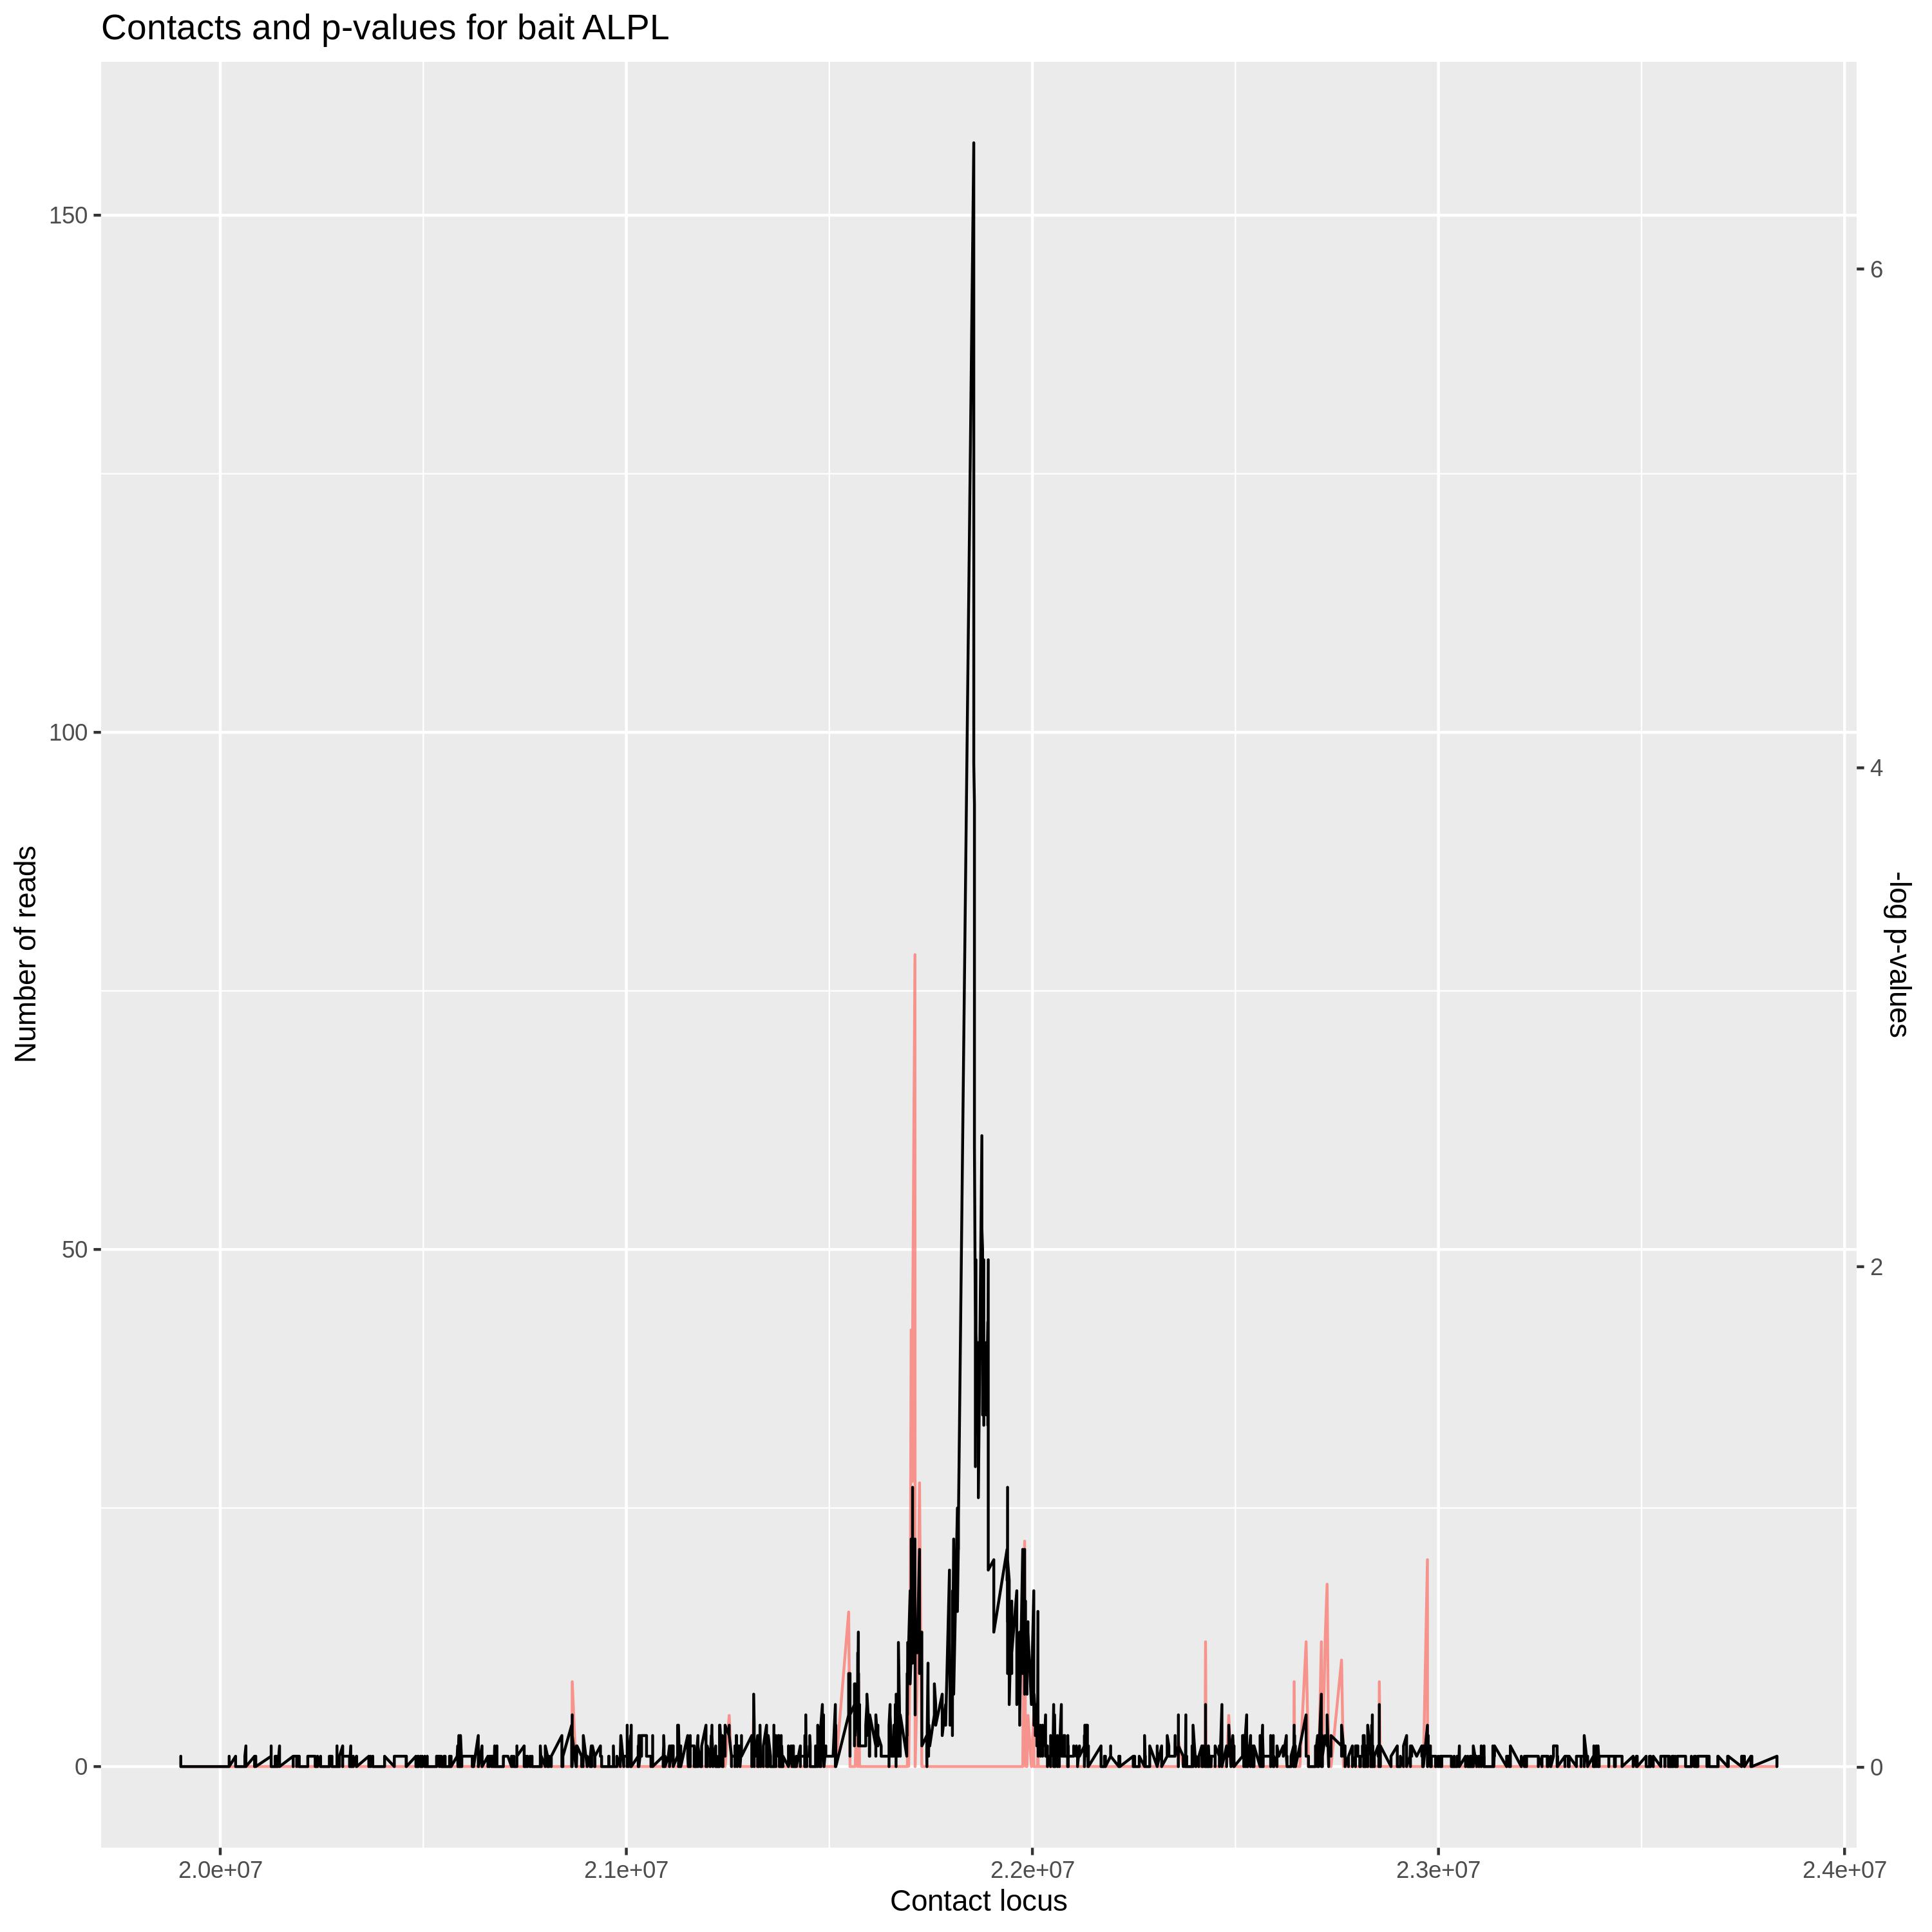 Contacts and p-values for bait ALPL
150
100
50
0
Number of reads
6
4
2
0
-log p-values
2.0e+07
2.1e+07
2.2e+07
2.3e+07
2.4e+07
Contact locus